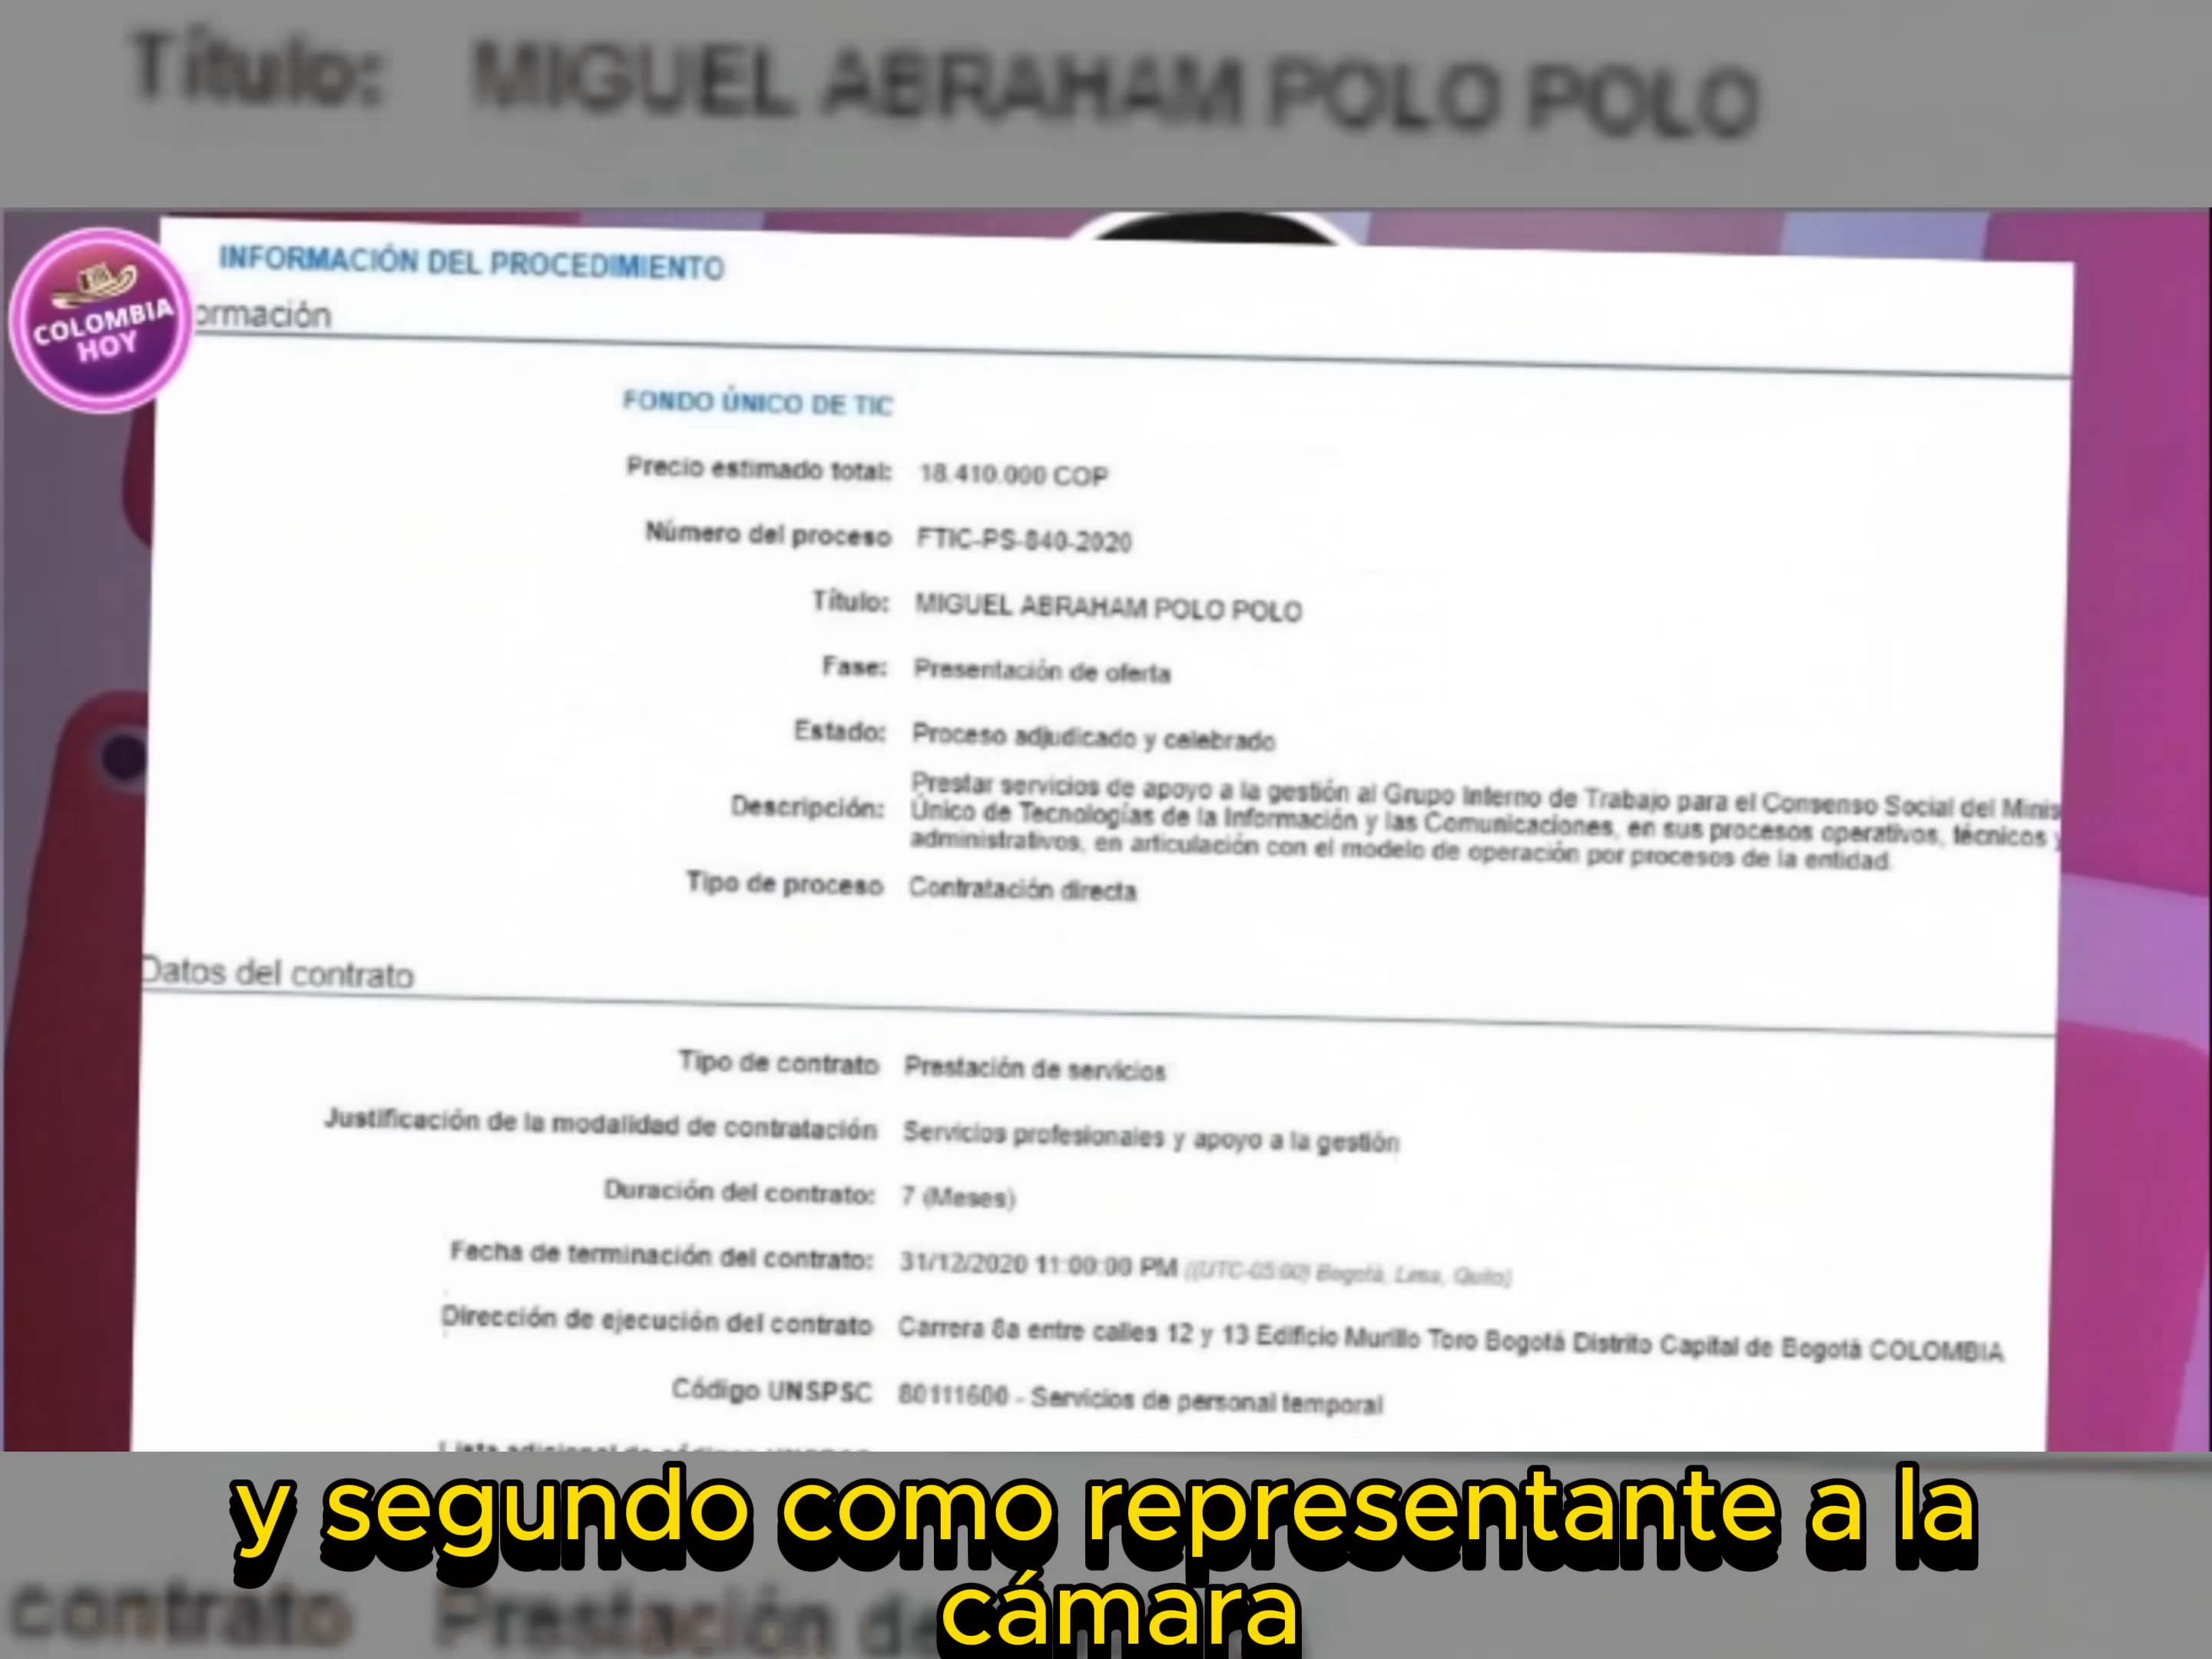 Título: MIGUEL ABRAHAM POLO POLO
COLOMBIA
HOY
INFORMACIÓN DEL PROCEDIMIENTO
ormación
FONDO ÚNICO DE TIC
Precio estimado total: 18.410.000 COP
Número del proceso FTIC-PS-840-2020
Título: MIGUEL ABRAHAM POLO POLO
Fase: Presentación de oferta
Estado: Proceso adjudicado y celebrado
Descripción: Prestar servicios de apoyo a la gestión al Grupo Interno de Trabajo para el Consenso Social del Minis
Único de Tecnologías de la Información y las Comunicaciones, en sus procesos operativos, técnicos y
administrativos, en articulación con el modelo de operación por procesos de la entidad.
Tipo de proceso Contratación directa
Datos del contrato
Tipo de contrato Prestación de servicios
Justificación de la modalidad de contratación Servicios profesionales y apoyo a la gestión
Duración del contrato: 7 (Meses)
Fecha de terminación del contrato: 31/12/2020 11:00:00 PM ((UTC-05:00) Bogotá, Lima, Quito)
Dirección de ejecución del contrato Carrera 8a entre calles 12 y 13 Edificio Murillo Toro Bogotá Distrito Capital de Bogotá COLOMBIA
Código UNSPSC 80111600 - Servicios de personal temporal
y segundo como representante a la
cámara
contrato Prestación de